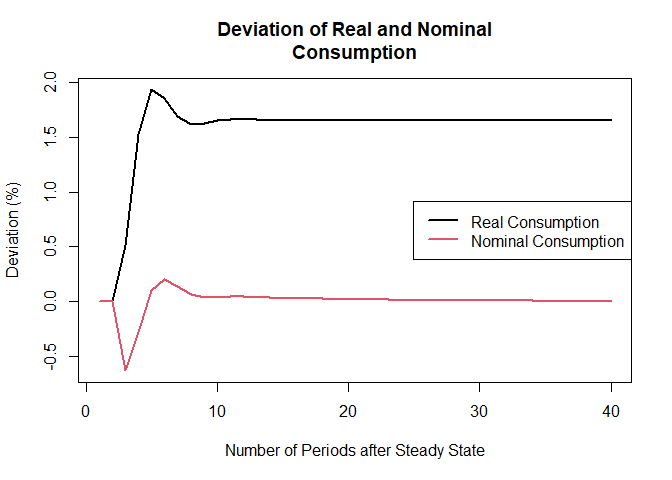 Deviation of Real and Nominal
Consumption
Deviation (%)
2.0
1.5
1.0
0.5
0.0
-0.5
Real Consumption
Nominal Consumption
0 10 20 30 40
Number of Periods after Steady State